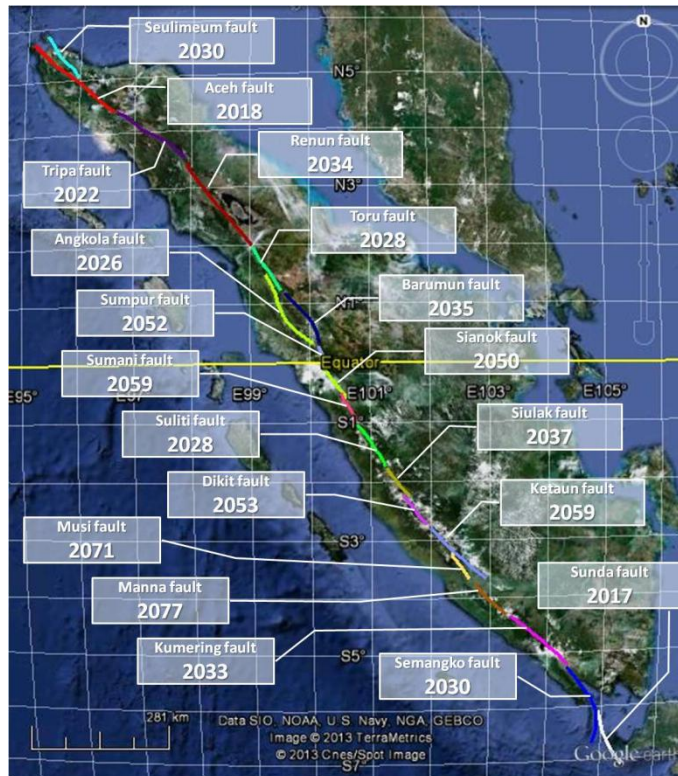 N
Seulimeum fault
2030
N5°
Aceh fault
2018
Renun fault
2034
Tripa fault
2022
N3°
Toru fault
2028
Angkola fault
2026
Barumun fault
2035
N1°
Sumpur fault
2052
Sianok fault
2050
Equator
Sumani fault
2059
E95°
E97°
E99°
E101°
E103°
E105°
S1°
Siulak fault
2037
Suliti fault
2028
Dikit fault
2053
Ketaun fault
2059
Musi fault
2071
S3°
Sunda fault
2017
Manna fault
2077
Kumering fault
2033
S5°
Semangko fault
2030
281 km
Data SIO, NOAA, U.S. Navy, NGA, GEBCO
Image © 2013 TerraMetrics
© 2013 Cnes/Spot Image
Google earth
S7°